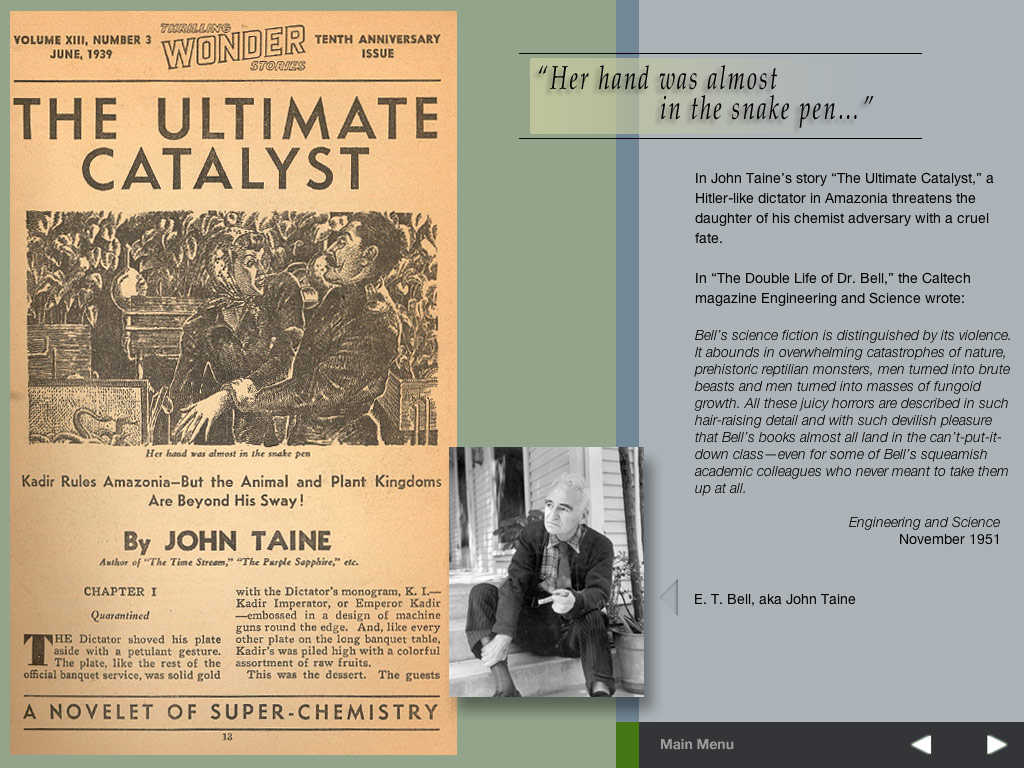 VOLUME XIII, NUMBER 3
JUNE, 1939
THRILLING
WONDER
STORIES
TENTH ANNIVERSARY
ISSUE
THE ULTIMATE
CATALYST
Her hand was almost in the snake pen
Kadir Rules Amazonia—But the Animal and Plant Kingdoms
Are Beyond His Sway!
By JOHN TAINE
Author of "The Time Stream," "The Purple Sapphire," etc.
CHAPTER I
Quarantined
THE Dictator shoved his plate
aside with a petulant gesture.
The plate, like the rest of the
official banquet service, was solid gold
with the Dictator's monogram, K. I.—
Kadir Imperator, or Emperor Kadir
—embossed in a design of machine
guns round the edge. And, like every
other plate on the long banquet table,
Kadir's was piled high with a colorful
assortment of raw fruits.
This was the dessert. The guests
A NOVELET OF SUPER-CHEMISTRY
13
“Her hand was almost
in the snake pen...”
In John Taine’s story “The Ultimate Catalyst,” a
Hitler-like dictator in Amazonia threatens the
daughter of his chemist adversary with a cruel
fate.
In “The Double Life of Dr. Bell,” the Caltech
magazine Engineering and Science wrote:
Bell’s science fiction is distinguished by its violence.
It abounds in overwhelming catastrophes of nature,
prehistoric reptilian monsters, men turned into brute
beasts and men turned into masses of fungoid
growth. All these juicy horrors are described in such
hair-raising detail and with such devilish pleasure
that Bell’s books almost all land in the can’t-put-it-
down class—even for some of Bell’s squeamish
academic colleagues who never meant to take them
up at all.
Engineering and Science
November 1951
E. T. Bell, aka John Taine
Main Menu